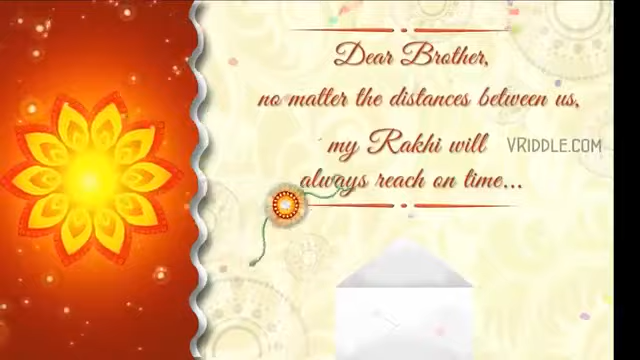 Dear Brother,
no matter the distances between us,
my Rakhi will
VRIDDLE.COM
always reach on time...